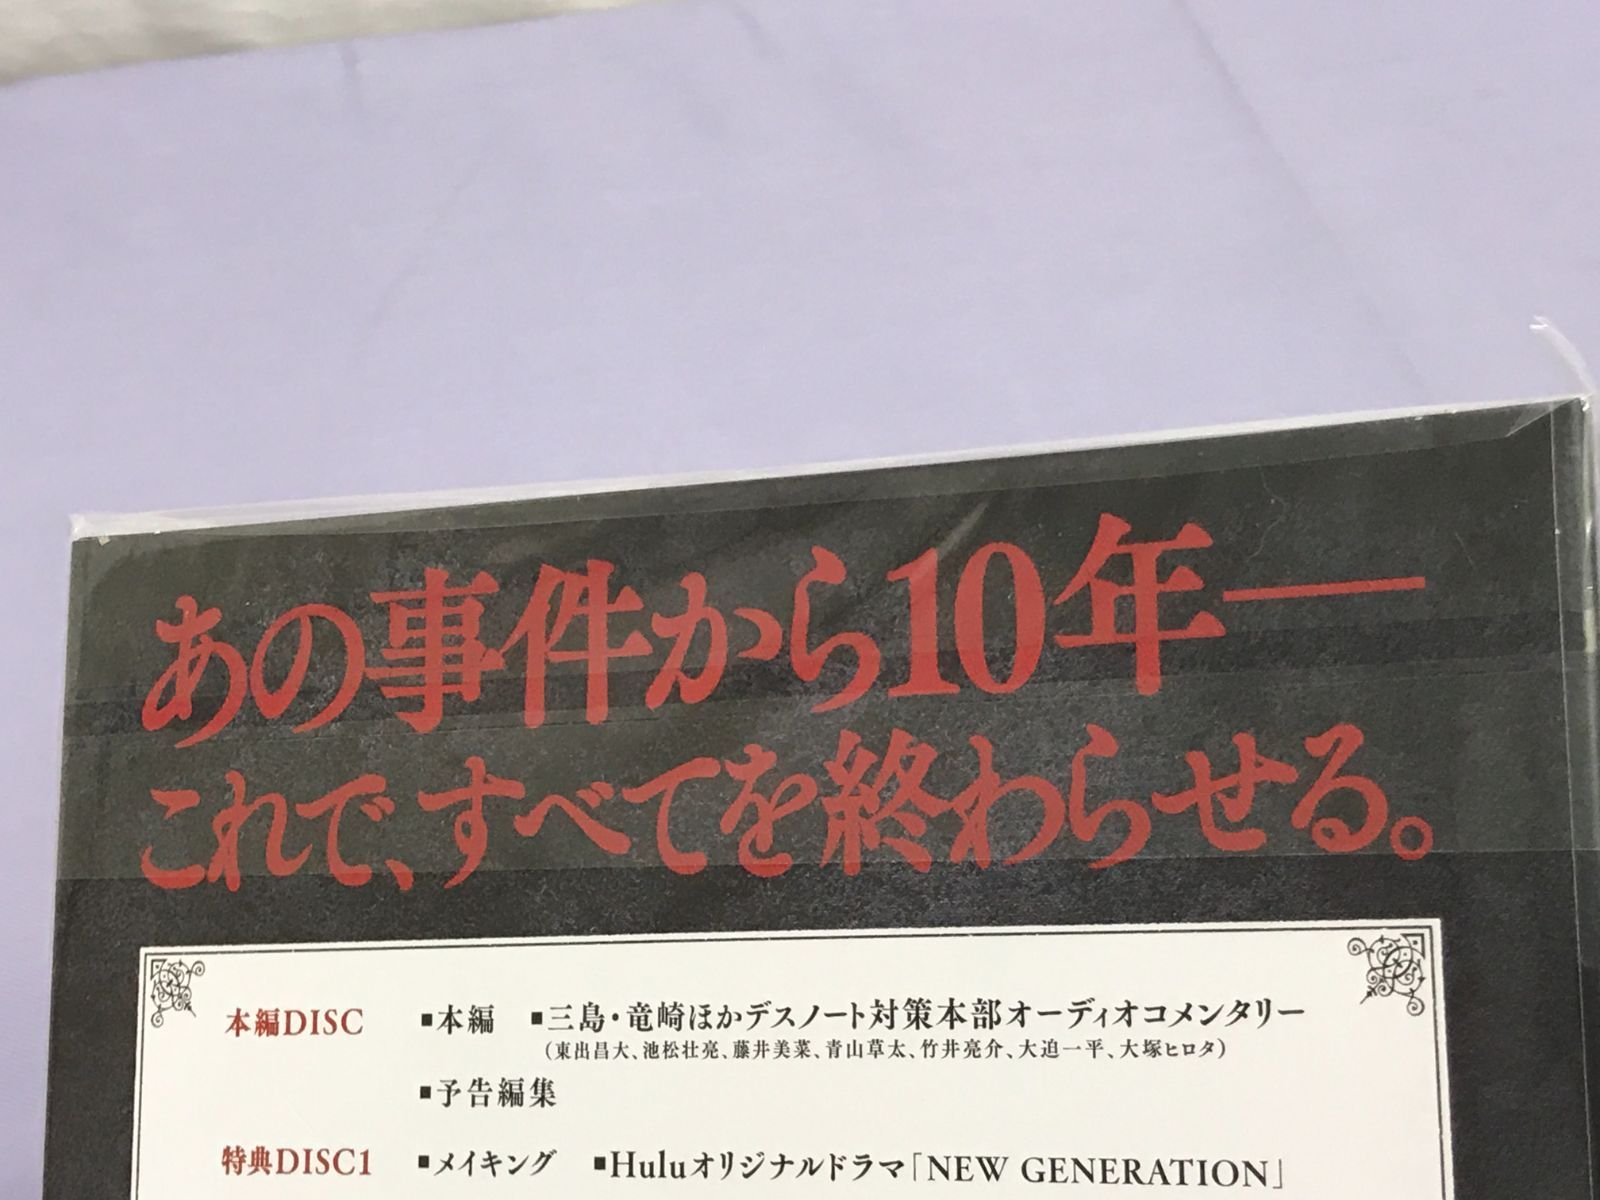 あの事件から10年―
これで、すべてを終わらせる。
本編DISC ■本編 ■三島・竜崎ほかデスノート対策本部オーディオコメンタリー
（東出昌大、池松壮亮、藤井美菜、青山草太、竹井亮介、大迫一平、大塚ヒロタ）
■予告編集
特典DISC1 ■メイキング ■Huluオリジナルドラマ「NEW GENERATION」